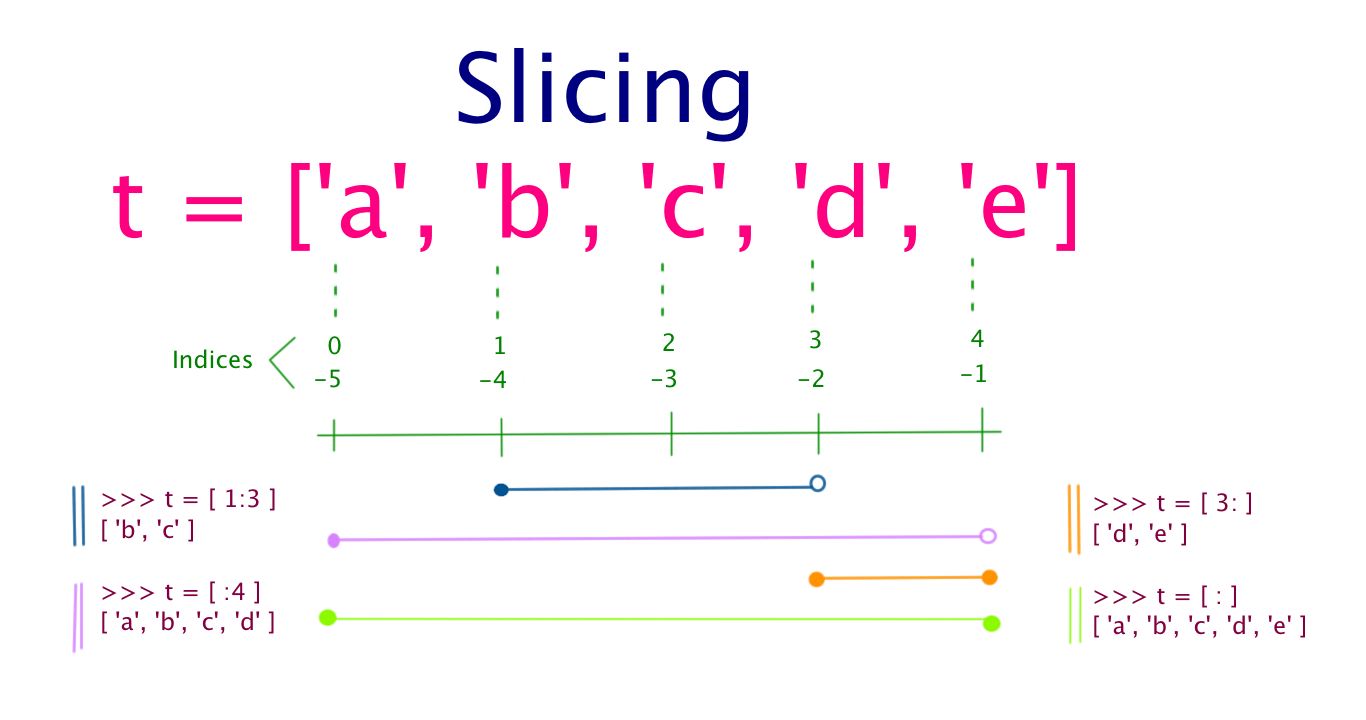 Slicing
t = ['a', 'b', 'c', 'd', 'e']
0 1 2 3 4
Indices
-5 -4 -3 -2 -1
>>> t = [ 1:3 ]
[ 'b', 'c' ]
>>> t = [ :4 ]
[ 'a', 'b', 'c', 'd' ]
>>> t = [ 3: ]
[ 'd', 'e' ]
>>> t = [ : ]
[ 'a', 'b', 'c', 'd', 'e' ]